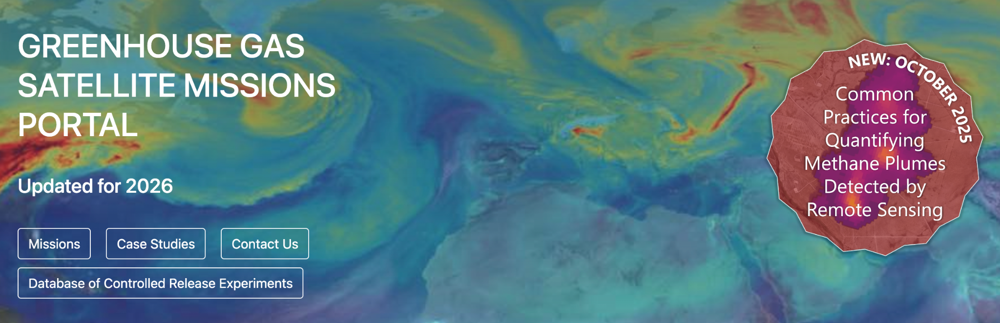 GREENHOUSE GAS
SATELLITE MISSIONS
PORTAL
Updated for 2026
Missions
Case Studies
Contact Us
Database of Controlled Release Experiments
NEW: OCTOBER 2025
Common
Practices for
Quantifying
Methane Plumes
Detected by
Remote Sensing